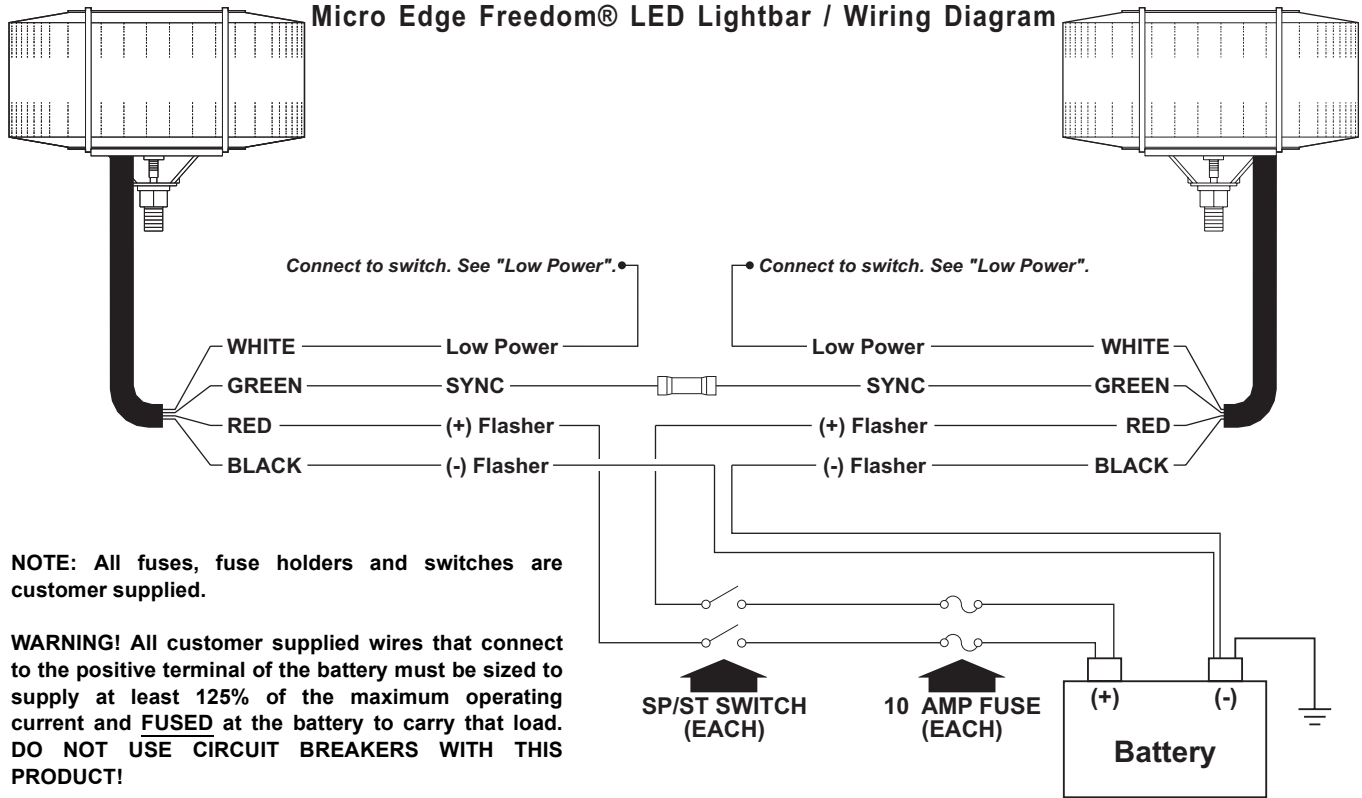 Micro Edge Freedom® LED Lightbar / Wiring Diagram
Connect to switch. See "Low Power".
Connect to switch. See "Low Power".
WHITE
Low Power
Low Power
WHITE
GREEN
SYNC
SYNC
GREEN
RED
(+) Flasher
(+) Flasher
RED
BLACK
(-) Flasher
(-) Flasher
BLACK
NOTE: All fuses, fuse holders and switches are
customer supplied.
WARNING! All customer supplied wires that connect
to the positive terminal of the battery must be sized to
supply at least 125% of the maximum operating
current and FUSED at the battery to carry that load.
DO NOT USE CIRCUIT BREAKERS WITH THIS
PRODUCT!
SP/ST SWITCH
(EACH)
10 AMP FUSE
(EACH)
(+)
(-)
Battery